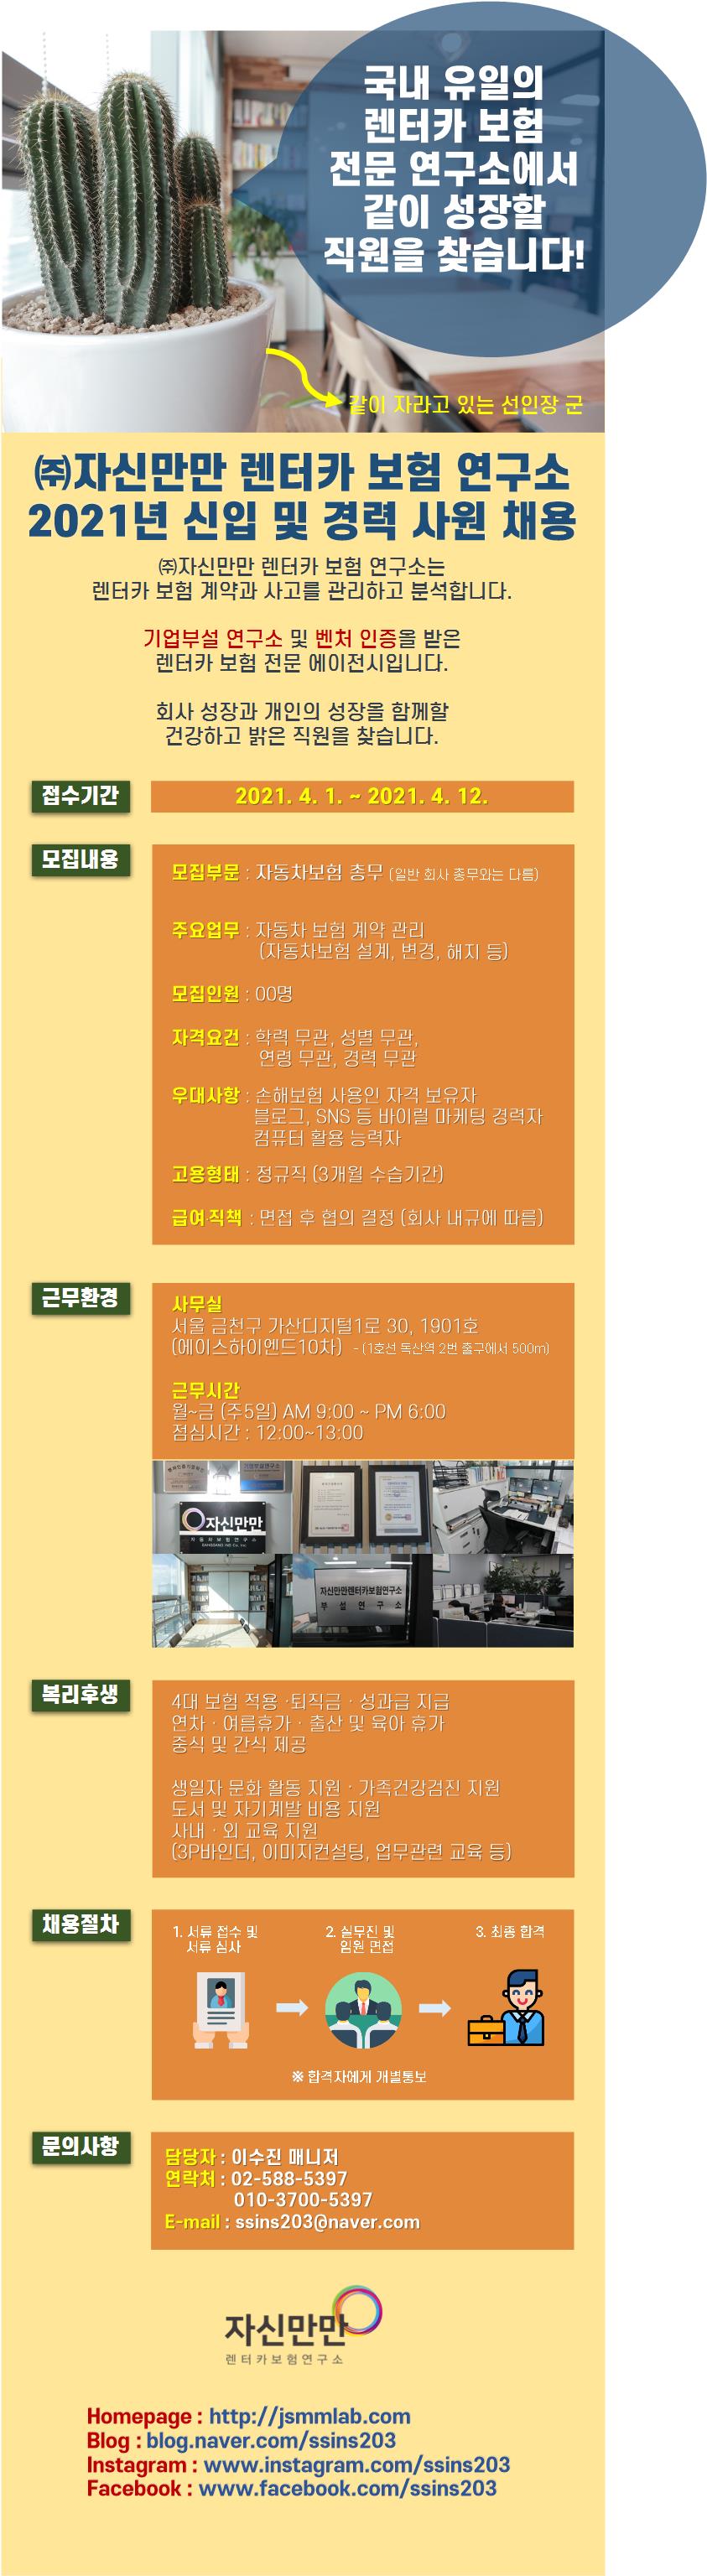 국내 유일의
렌터카 보험
전문 연구소에서
같이 성장할
직원을 찾습니다!
같이 자라고 있는 선인장 군
㈜자신만만 렌터카 보험 연구소
2021년 신입 및 경력 사원 채용
㈜자신만만 렌터카 보험 연구소는
렌터카 보험 계약과 사고를 관리하고 분석합니다.
기업부설 연구소 및 벤처 인증을 받은
렌터카 보험 전문 에이전시입니다.
회사 성장과 개인의 성장을 함께할
건강하고 밝은 직원을 찾습니다.
접수기간
2021. 4. 1. ~ 2021. 4. 12.
모집내용
모집부문 : 자동차보험 총무 (일반 회사 총무와는 다름)
주요업무 : 자동차 보험 계약 관리
(자동차보험 설계, 변경, 해지 등)
모집인원 : 00명
자격요건 : 학력 무관, 성별 무관,
연령 무관, 경력 무관
우대사항 : 손해보험 사용인 자격 보유자
블로그, SNS 등 바이럴 마케팅 경력자
컴퓨터 활용 능력자
고용형태 : 정규직 (3개월 수습기간)
급여·직책 : 면접 후 협의 결정 (회사 내규에 따름)
근무환경
사무실
서울 금천구 가산디지털1로 30, 1901호
(에이스하이엔드10차) - (1호선 독산역 2번 출구에서 500m)
근무시간
월~금 (주5일) AM 9:00 ~ PM 6:00
점심시간 : 12:00~13:00
자신만만
자동차보험연구소
자신만만렌터카보험연구소
부 설 연 구 소
복리후생
4대 보험 적용 ·퇴직금 · 성과급 지급
연차 · 여름휴가 · 출산 및 육아 휴가
중식 및 간식 제공
생일자 문화 활동 지원 · 가족건강검진 지원
도서 및 자기계발 비용 지원
사내 · 외 교육 지원
(3P바인더, 이미지컨설팅, 업무관련 교육 등)
채용절차
1. 서류 접수 및
서류 심사
2. 실무진 및
임원 면접
3. 최종 합격
※ 합격자에게 개별통보
문의사항
담당자 : 이수진 매니저
연락처 : 02-588-5397
010-3700-5397
E-mail : ssins203@naver.com
자신만만
렌터카보험연구소
Homepage : http://jsmmlab.com
Blog : blog.naver.com/ssins203
Instagram : www.instagram.com/ssins203
Facebook : www.facebook.com/ssins203